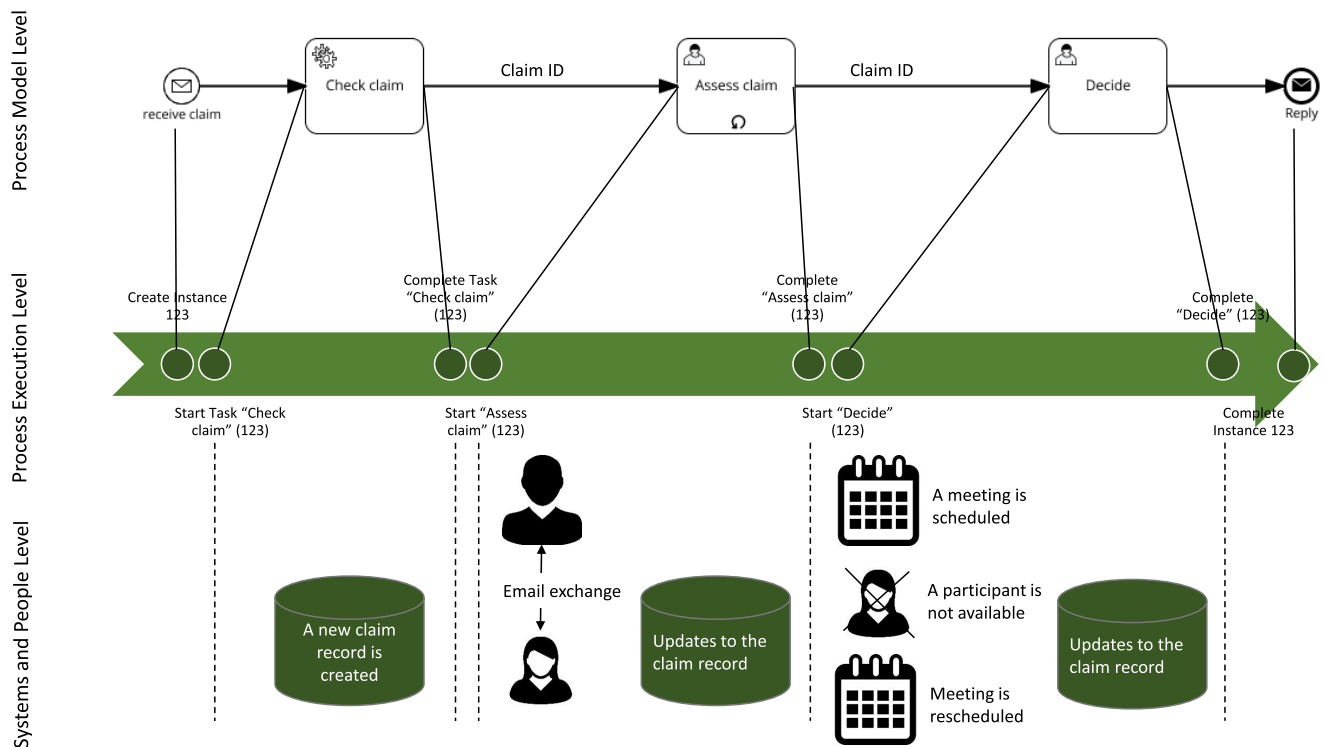 Process Model Level
Check claim
Claim ID
Assess claim
Claim ID
Decide
receive claim
Reply
Process Execution Level
Create Instance
123
Complete Task
“Check claim”
(123)
Complete
“Assess claim”
(123)
Complete
“Decide” (123)
Start Task “Check
claim” (123)
Start “Assess
claim” (123)
Start “Decide”
(123)
Complete
Instance 123
Systems and People Level
A new claim
record is
created
Email exchange
Updates to the
claim record
A meeting is
scheduled
A participant is
not available
Meeting is
rescheduled
Updates to the
claim record